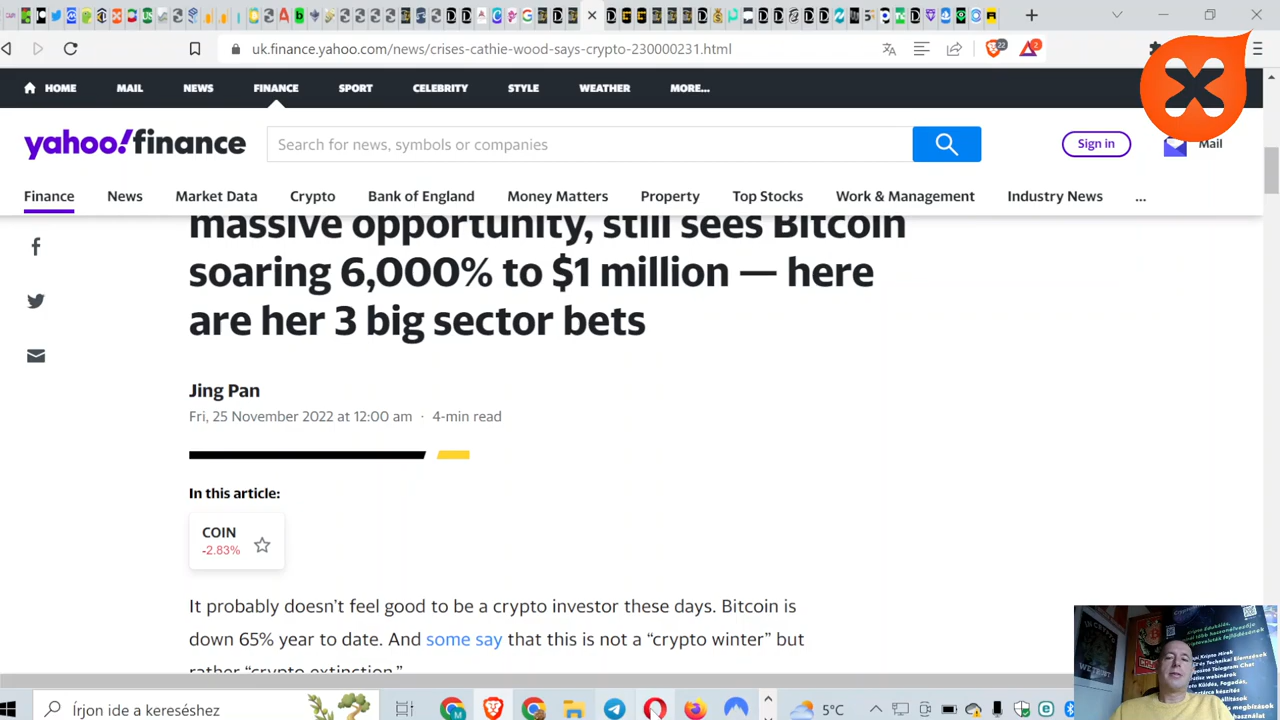 uk.finance.yahoo.com/news/crises-cathie-wood-says-crypto-230000231.html
22
2
HOME
MAIL
NEWS
FINANCE
SPORT
CELEBRITY
STYLE
WEATHER
MORE...
yahoo!finance
Search for news, symbols or companies
Sign in
Mail
Finance
News
Market Data
Crypto
Bank of England
Money Matters
Property
Top Stocks
Work & Management
Industry News
...
massive opportunity, still sees Bitcoin
soaring 6,000% to $1 million — here
are her 3 big sector bets
Jing Pan
Fri, 25 November 2022 at 12:00 am · 4-min read
In this article:
COIN
-2.83%
It probably doesn't feel good to be a crypto investor these days. Bitcoin is
down 65% year to date. And some say that this is not a “crypto winter” but
rather “crypto extinction.”
Írjon ide a kereséshez
5°C